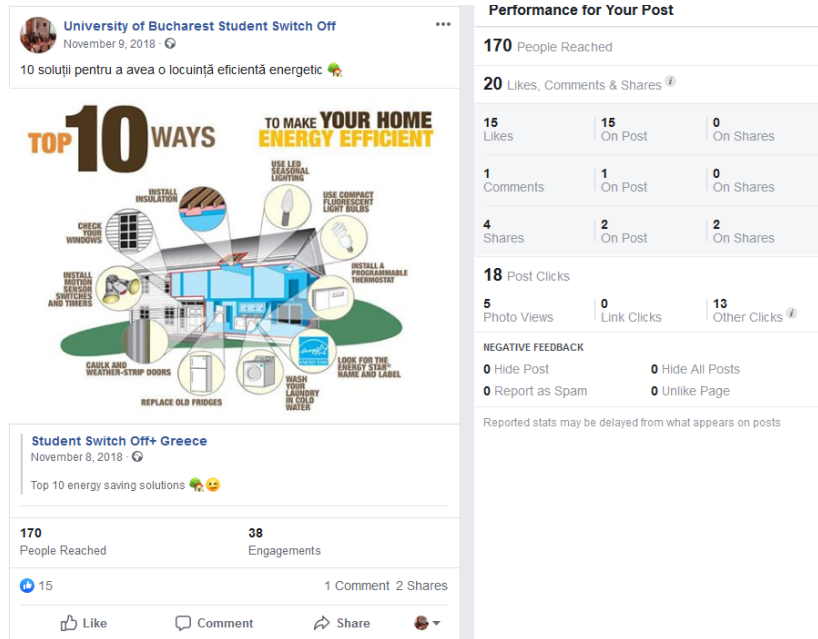 University of Bucharest Student Switch Off
November 9, 2018
10 soluții pentru a avea o locuință eficientă energetic
TOP 10 WAYS
TO MAKE YOUR HOME
ENERGY EFFICIENT
USE LED
SEASONAL
LIGHTING
INSTALL
INSULATION
USE COMPACT
FLUORESCENT
LIGHT BULBS
CHECK
YOUR
WINDOWS
INSTALL A
PROGRAMMABLE
THERMOSTAT
INSTALL
MOTION
SENSOR
SWITCHES
AND TIMERS
ENERGY STAR
LOOK FOR THE
ENERGY STAR®
NAME AND LABEL
CAULK AND
WEATHER-STRIP DOORS
WASH
YOUR
LAUNDRY
IN COLD
WATER
REPLACE OLD FRIDGES
Student Switch Off+ Greece
November 8, 2018
Top 10 energy saving solutions
170
People Reached
38
Engagements
15
1 Comment 2 Shares
Like
Comment
Share
Performance for Your Post
170 People Reached
20 Likes, Comments & Shares
15
Likes
15
On Post
0
On Shares
1
Comments
1
On Post
0
On Shares
4
Shares
2
On Post
2
On Shares
18 Post Clicks
5
Photo Views
0
Link Clicks
13
Other Clicks
NEGATIVE FEEDBACK
0 Hide Post
0 Hide All Posts
0 Report as Spam
0 Unlike Page
Reported stats may be delayed from what appears on posts